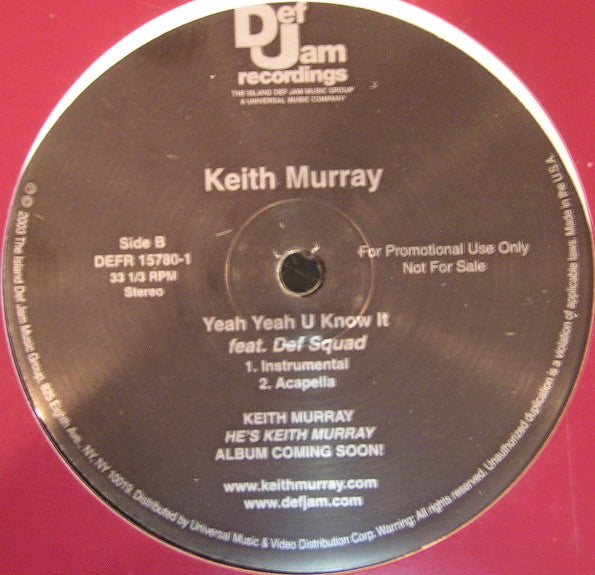 Def
Jam
recordings
THE ISLAND DEF JAM MUSIC GROUP
A UNIVERSAL MUSIC COMPANY
Keith Murray
Side B
DEFR 15780-1
33 1/3 RPM
Stereo
For Promotional Use Only
Not For Sale
Yeah Yeah U Know It
feat. Def Squad
1. Instrumental
2. Acapella
KEITH MURRAY
HE'S KEITH MURRAY
ALBUM COMING SOON!
www.keithmurray.com
www.defjam.com
℗ © 2003 The Island Def Jam Music Group, 825 Eighth Ave., NY, NY 10019. Distributed by Universal Music & Video Distribution Corp. Warning: All rights reserved. Unauthorized duplication is a violation of applicable laws. Made in the U.S.A.